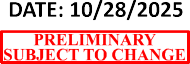 DATE: 10/28/2025
PRELIMINARY
SUBJECT TO CHANGE